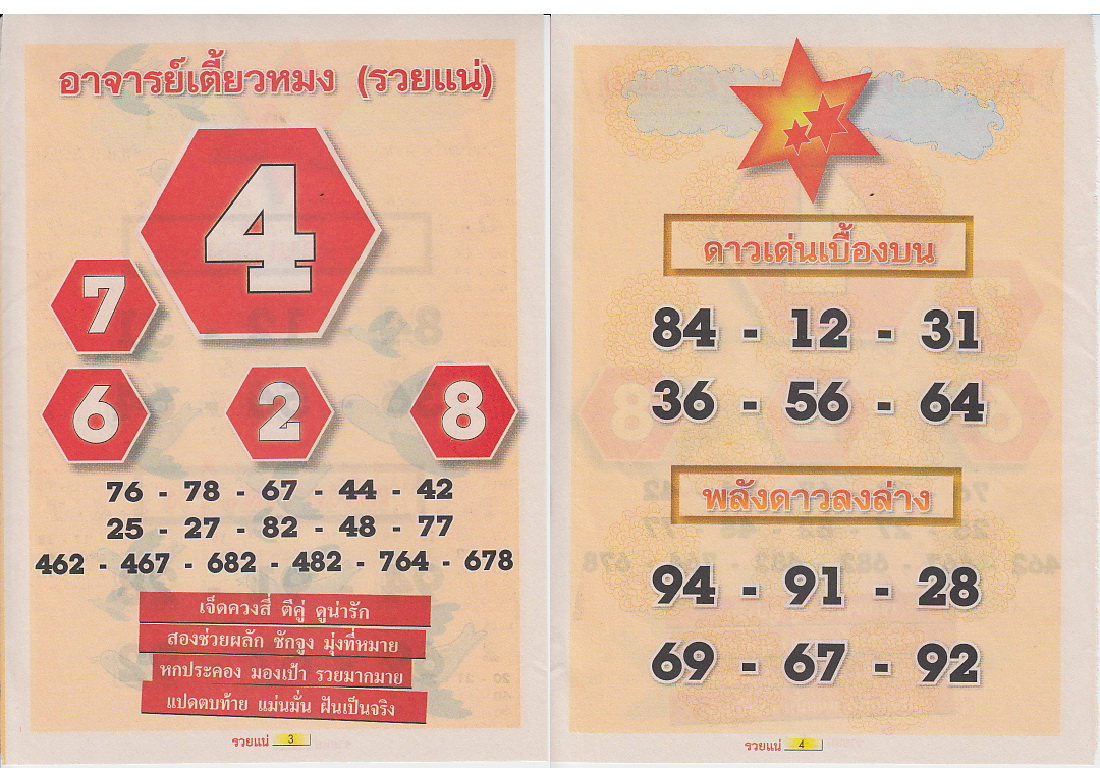 อาจารย์เตี้ยวหมง (รวยแน่)
4
7
6 2 8
76 - 78 - 67 - 44 - 42
25 - 27 - 82 - 48 - 77
462 - 467 - 682 - 482 - 764 - 678
เจ็ดควงสี่ ตีคู่ ดูน่ารัก
สองช่วยผลัก ชักจูง มุ่งที่หมาย
หกประคอง มองเป้า รวยมากมาย
แปดตบท้าย แม่นมั่น ฝันเป็นจริง
รวยแน่ 3
ดาวเด่นเบื้องบน
84 - 12 - 31
36 - 56 - 64
พลังดาวลงล่าง
94 - 91 - 28
69 - 67 - 92
รวยแน่ 4